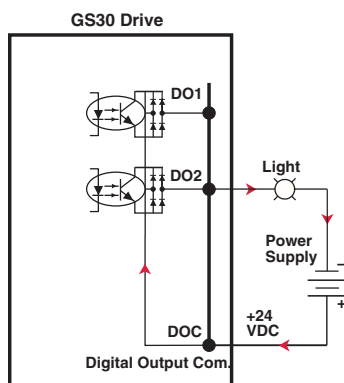 GS30 Drive
DO1
DO2
Light
Power
Supply
–
+
+24
VDC
DOC
Digital Output Com.